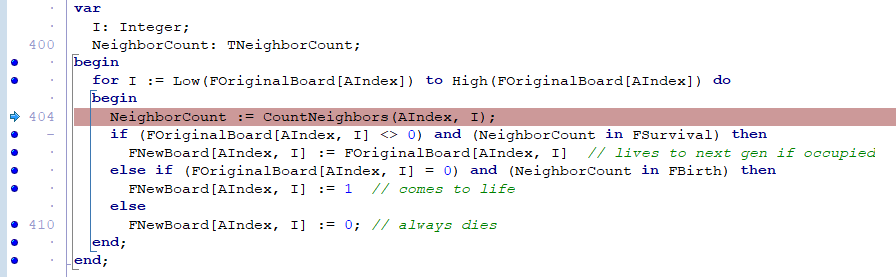 var
I: Integer;
400 NeighborCount: TNeighborCount;
begin
for I := Low(FOriginalBoard[AIndex]) to High(FOriginalBoard[AIndex]) do
begin
404 NeighborCount := CountNeighbors(AIndex, I);
if (FOriginalBoard[AIndex, I] <> 0) and (NeighborCount in FSurvival) then
FNewBoard[AIndex, I] := FOriginalBoard[AIndex, I] // lives to next gen if occupied
else if (FOriginalBoard[AIndex, I] = 0) and (NeighborCount in FBirth) then
FNewBoard[AIndex, I] := 1 // comes to life
else
410 FNewBoard[AIndex, I] := 0; // always dies
end;
end;